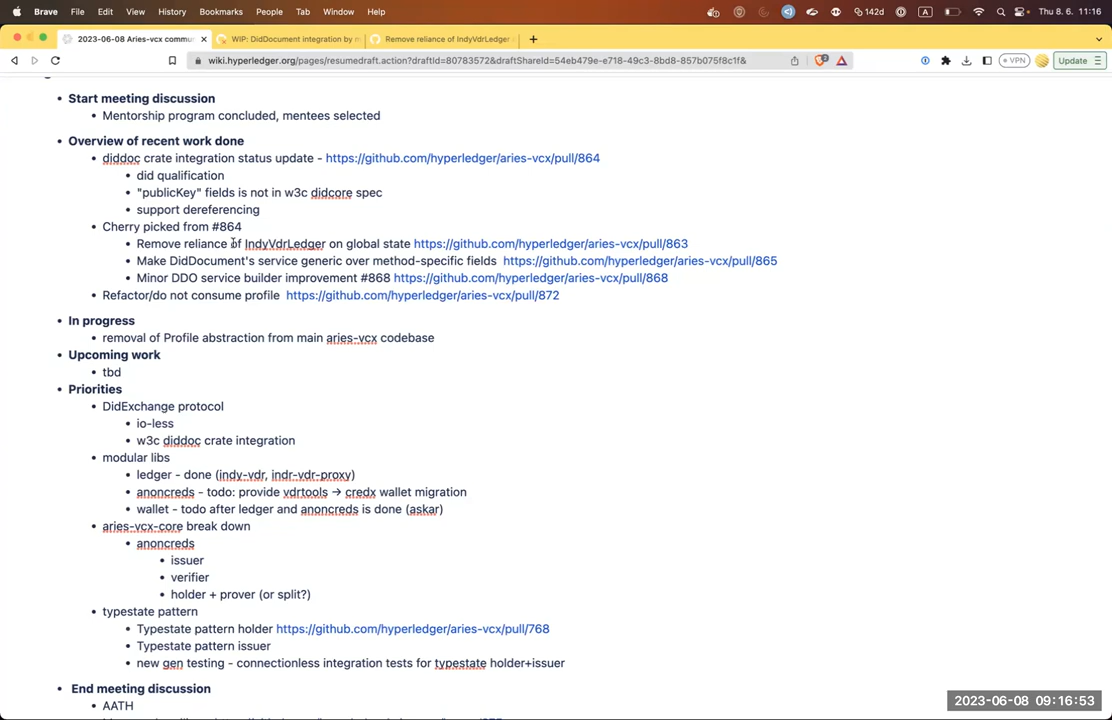 Brave File Edit View History Bookmarks People Tab Window Help 142d A Thu 8. 6. 11:16
2023-06-08 Aries-vcx commu WIP: DidDocument integration by m Remove reliance of IndyVdrLedger
wiki.hyperledger.org/pages/resumedraft.action?draftId=80783572&draftShareId=54eb479e-e718-49c3-8bd8-857b075f8c1f& VPN Update
Start meeting discussion
Mentorship program concluded, mentees selected
Overview of recent work done
diddoc crate integration status update - https://github.com/hyperledger/aries-vcx/pull/864
did qualification
"publicKey" fields is not in w3c didcore spec
support dereferencing
Cherry picked from #864
Remove reliance of IndyVdrLedger on global state https://github.com/hyperledger/aries-vcx/pull/863
Make DidDocument's service generic over method-specific fields https://github.com/hyperledger/aries-vcx/pull/865
Minor DDO service builder improvement #868 https://github.com/hyperledger/aries-vcx/pull/868
Refactor/do not consume profile https://github.com/hyperledger/aries-vcx/pull/872
In progress
removal of Profile abstraction from main aries-vcx codebase
Upcoming work
tbd
Priorities
DidExchange protocol
io-less
w3c diddoc crate integration
modular libs
ledger - done (indy-vdr, indr-vdr-proxy)
anoncreds - todo: provide vdrtools → credx wallet migration
wallet - todo after ledger and anoncreds is done (askar)
aries-vcx-core break down
anoncreds
issuer
verifier
holder + prover (or split?)
typestate pattern
Typestate pattern holder https://github.com/hyperledger/aries-vcx/pull/768
Typestate pattern issuer
new gen testing - connectionless integration tests for typestate holder+issuer
End meeting discussion
2023-06-08 09:16:53
AATH